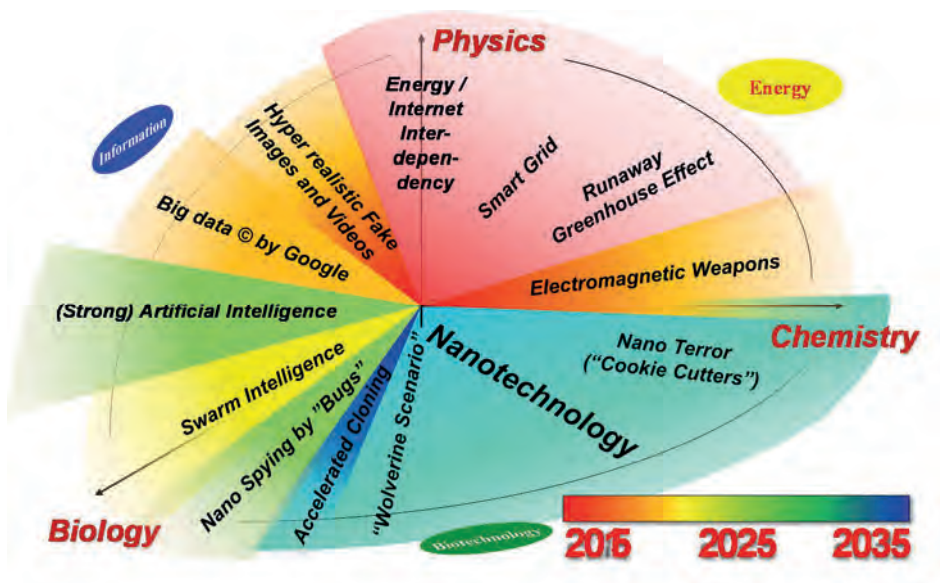 Physics
Energy /
Internet
Inter-
depen-
dency
Energy
Information
Hyper realistic Fake
Images and Videos
Smart Grid
Runaway
Greenhouse Effect
Big data © by Google
Electromagnetic Weapons
(Strong) Artificial Intelligence
Chemistry
Nanotechnology
Nano Terror
("Cookie Cutters")
Swarm Intelligence
Nano Spying by "Bugs"
Accelerated Cloning
"Wolverine Scenario"
Biology
Biotechnology
2015
2025
2035